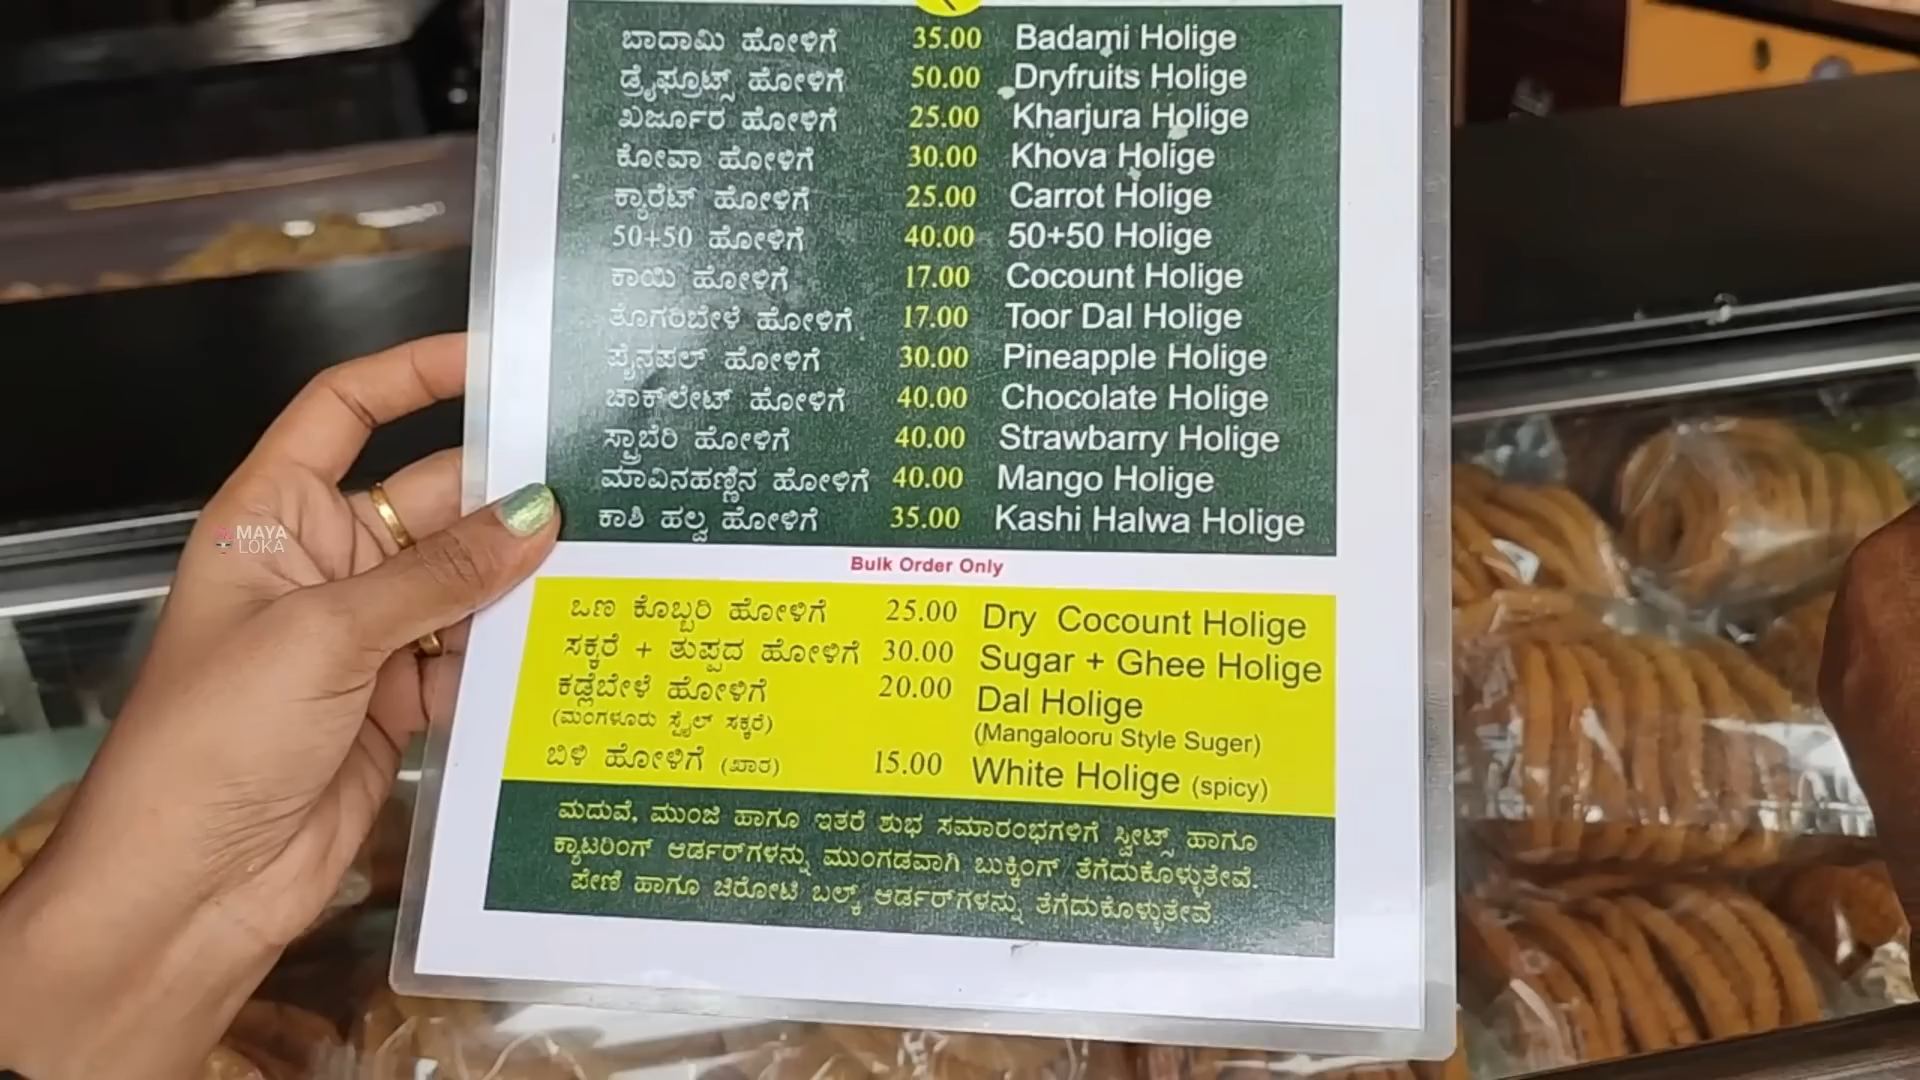 ಬಾದಾಮಿ ಹೋಳಿಗೆ 35.00 Badami Holige
ಡ್ರೈಫ್ರೂಟ್ಸ್ ಹೋಳಿಗೆ 50.00 Dryfruits Holige
ಖರ್ಜೂರ ಹೋಳಿಗೆ 25.00 Kharjura Holige
ಕೋವಾ ಹೋಳಿಗೆ 30.00 Khova Holige
ಕ್ಯಾರೆಟ್ ಹೋಳಿಗೆ 25.00 Carrot Holige
50+50 ಹೋಳಿಗೆ 40.00 50+50 Holige
ಕಾಯಿ ಹೋಳಿಗೆ 17.00 Cocount Holige
ತೊಗರಿಬೇಳೆ ಹೋಳಿಗೆ 17.00 Toor Dal Holige
ಪೈನಪಲ್ ಹೋಳಿಗೆ 30.00 Pineapple Holige
ಚಾಕ್‌ಲೇಟ್ ಹೋಳಿಗೆ 40.00 Chocolate Holige
ಸ್ಟ್ರಾಬೆರಿ ಹೋಳಿಗೆ 40.00 Strawbarry Holige
ಮಾವಿನಹಣ್ಣಿನ ಹೋಳಿಗೆ 40.00 Mango Holige
ಕಾಶಿ ಹಲ್ವ ಹೋಳಿಗೆ 35.00 Kashi Halwa Holige
Bulk Order Only
ಒಣ ಕೊಬ್ಬರಿ ಹೋಳಿಗೆ 25.00 Dry Cocount Holige
ಸಕ್ಕರೆ + ತುಪ್ಪದ ಹೋಳಿಗೆ 30.00 Sugar + Ghee Holige
ಕಡ್ಲೆಬೇಳೆ ಹೋಳಿಗೆ 20.00 Dal Holige
(ಮಂಗಳೂರು ಸ್ಟೈಲ್ ಸಕ್ಕರೆ) (Mangalooru Style Suger)
ಬಿಳಿ ಹೋಳಿಗೆ (ಖಾರ) 15.00 White Holige (spicy)
ಮದುವೆ, ಮುಂಜಿ ಹಾಗೂ ಇತರೆ ಶುಭ ಸಮಾರಂಭಗಳಿಗೆ ಸ್ವೀಟ್ಸ್ ಹಾಗೂ
ಕ್ಯಾಟರಿಂಗ್ ಆರ್ಡರ್‌ಗಳನ್ನು ಮುಂಗಡವಾಗಿ ಬುಕ್ಕಿಂಗ್ ತೆಗೆದುಕೊಳ್ಳುತೇವೆ.
ಪೇಣಿ ಹಾಗೂ ಚಿರೋಟಿ ಬಲ್ಕ್ ಆರ್ಡರ್‌ಗಳನ್ನು ತೆಗೆದುಕೊಳ್ಳುತೇವೆ.
MAYA
LOKA